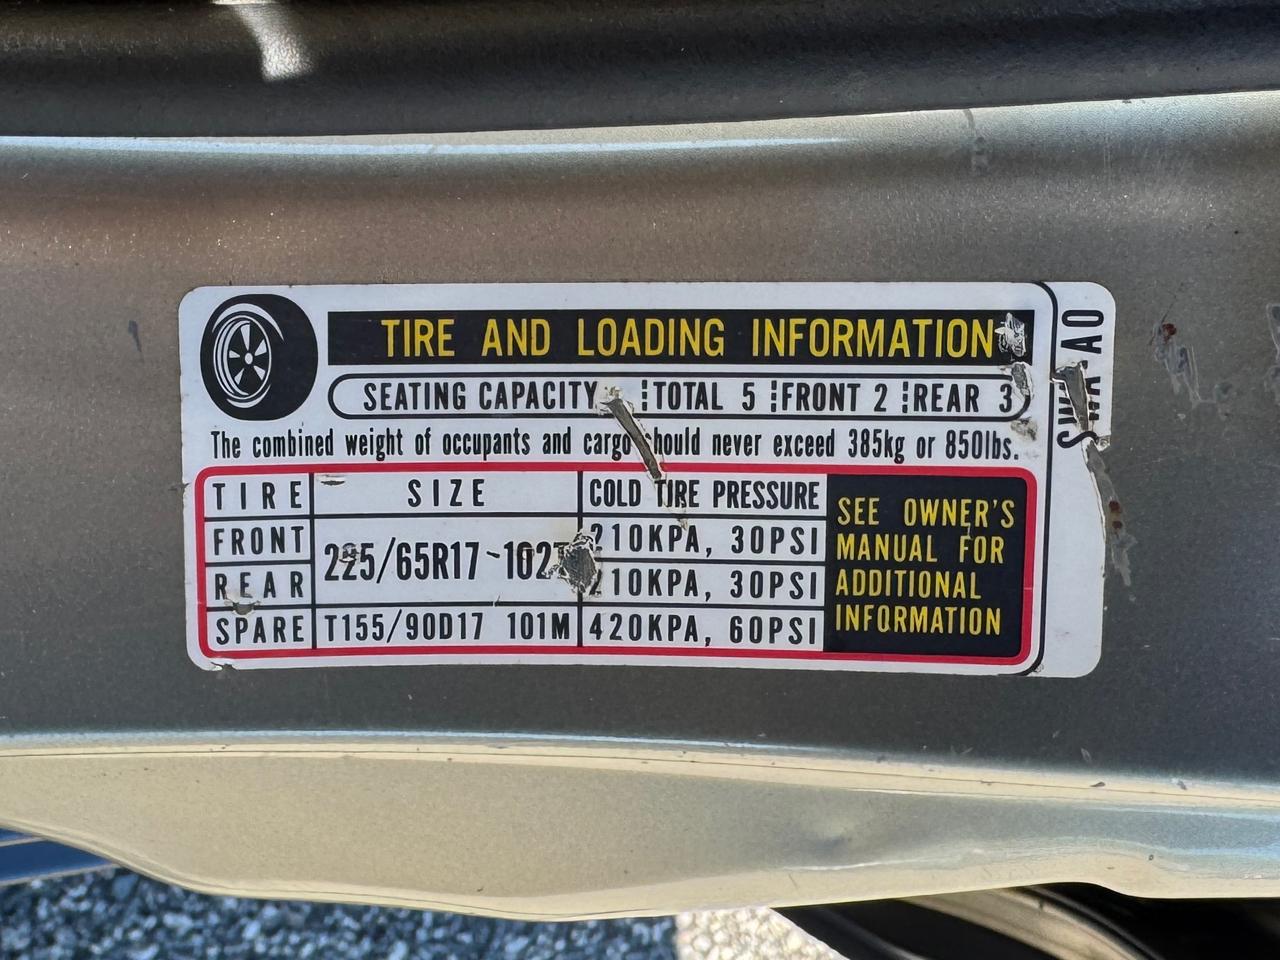 TIRE AND LOADING INFORMATION
SEATING CAPACITY TOTAL 5 FRONT 2 REAR 3
The combined weight of occupants and cargo should never exceed 385kg or 850lbs.
TIRE SIZE COLD TIRE PRESSURE
FRONT 225/65R17 210KPA, 30PSI
REAR 210KPA, 30PSI
SPARE T155/90D17 101M 420KPA, 60PSI
SEE OWNER'S
MANUAL FOR
ADDITIONAL
INFORMATION